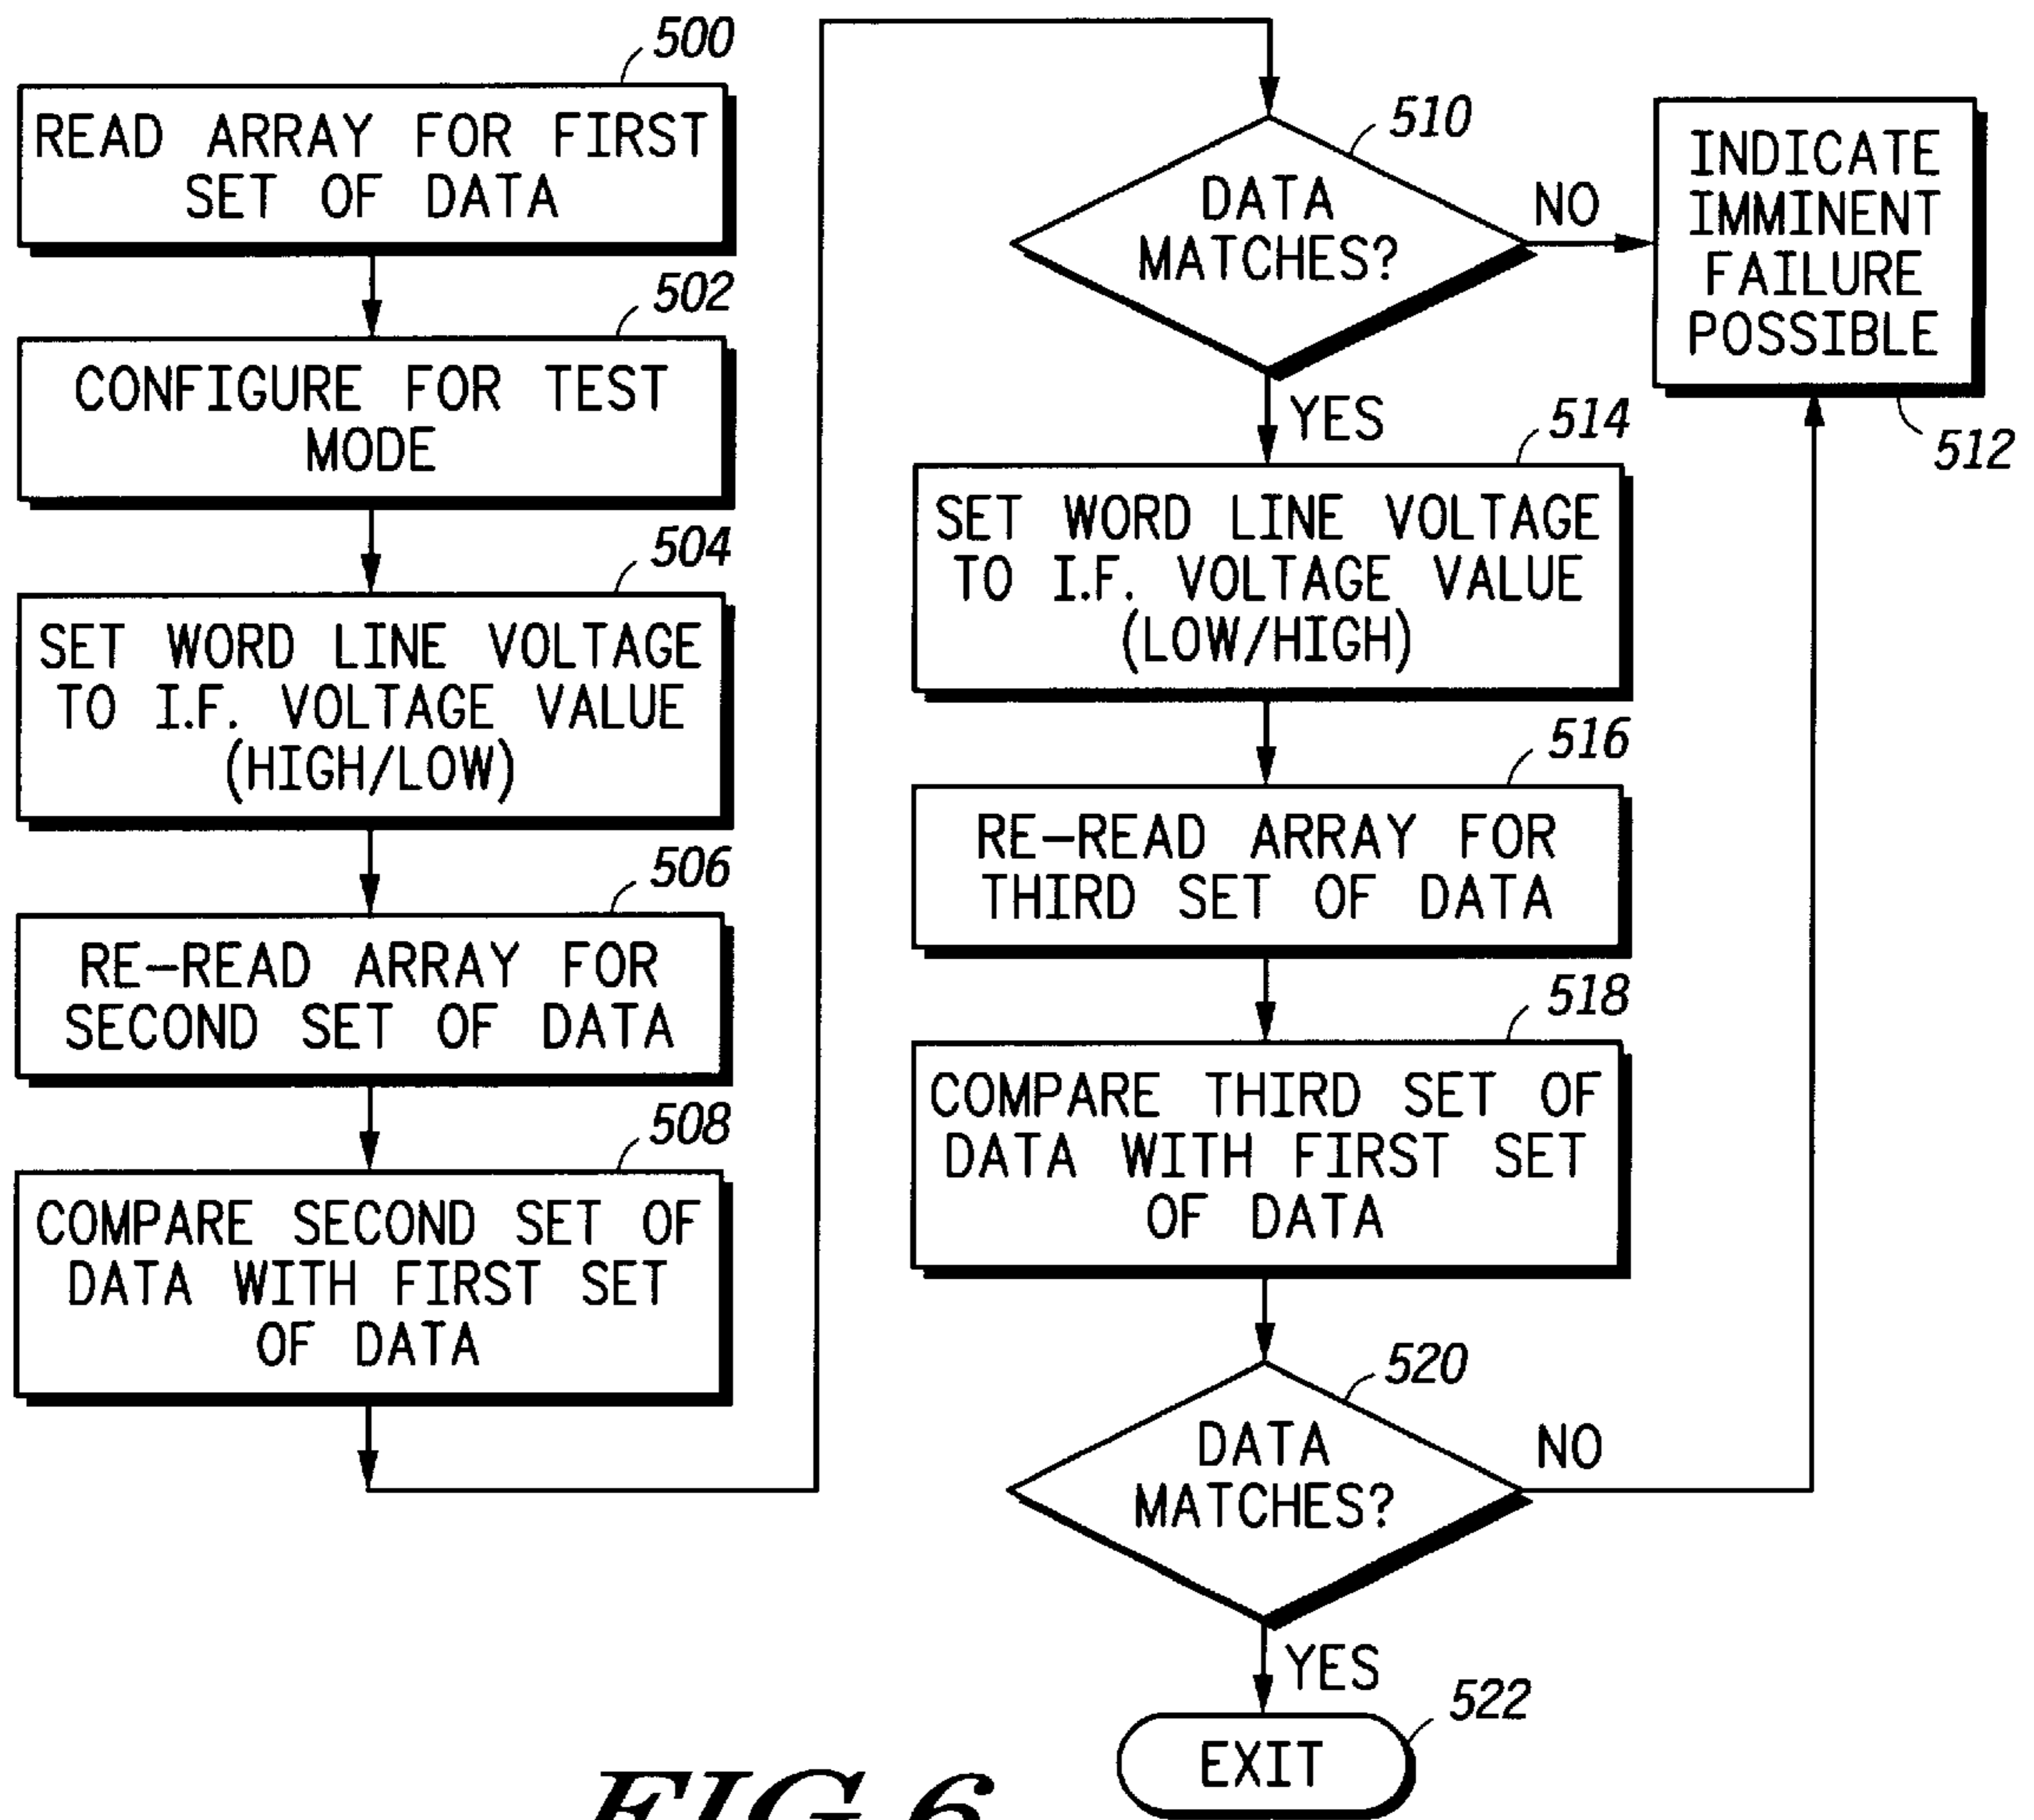 500
READ ARRAY FOR FIRST
SET OF DATA
502
CONFIGURE FOR TEST
MODE
504
SET WORD LINE VOLTAGE
TO I.F. VOLTAGE VALUE
(HIGH/LOW)
506
RE-READ ARRAY FOR
SECOND SET OF DATA
508
COMPARE SECOND SET OF
DATA WITH FIRST SET
OF DATA
510
DATA
MATCHES?
NO
YES
INDICATE
IMMINENT
FAILURE
POSSIBLE
512
514
SET WORD LINE VOLTAGE
TO I.F. VOLTAGE VALUE
(LOW/HIGH)
516
RE-READ ARRAY FOR
THIRD SET OF DATA
518
COMPARE THIRD SET OF
DATA WITH FIRST SET
OF DATA
520
DATA
MATCHES?
NO
YES
522
EXIT
FIG.6